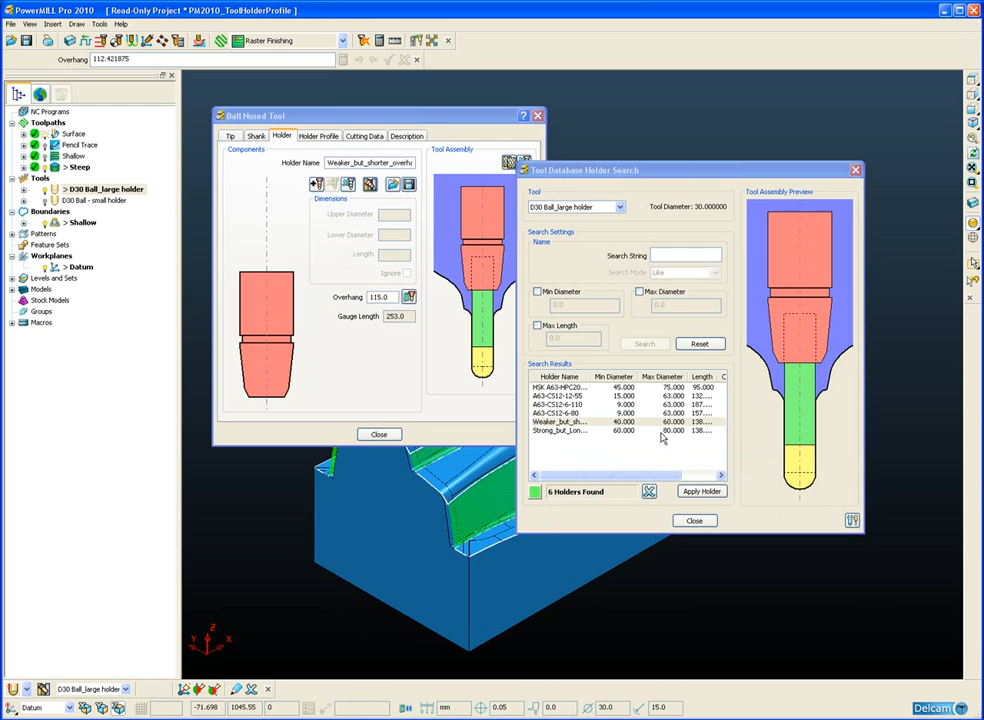 PowerMILL Pro 2010 [ Read-Only Project * PM2010_ToolHolderProfile ]
File View Insert Draw Tools Help
Raster Finishing
Overhang 112.421875
NC Programs
Toolpaths
Surface
Pencil Trace
Shallow
> Steep
Tools
> D30 Ball_large holder
D30 Ball - small holder
Boundaries
> Shallow
Patterns
Feature Sets
Workplanes
> Datum
Levels and Sets
Models
Stock Models
Groups
Macros
Ball Nosed Tool
Tip Shank Holder Holder Profile Cutting Data Description
Components
Tool Assembly
Holder Name Weaker_but_shorter_overh
Dimensions
Upper Diameter
Lower Diameter
Length
Ignore
Overhang 115.0
Gauge Length 253.0
Close
Tool Database Holder Search
Tool
Tool Assembly Preview
D30 Ball_large holder Tool Diameter: 30.000000
Search Settings
Name
Search String
Search Mode Like
Min Diameter Max Diameter
0.0 0.0
Max Length
0.0
Search Reset
Search Results
Holder Name Min Diameter Max Diameter Length C
HSK A63-HPC20... 45.000 75.000 95.000
A63-CS12-12-55 15.000 63.000 132....
A63-CS12-6-110 9.000 63.000 187....
A63-CS12-6-80 9.000 63.000 157....
Weaker_but_sh... 40.000 60.000 138....
Strong_but_Lon... 60.000 80.000 138....
6 Holders Found Apply Holder
Close
Z
Y X
D30 Ball_large holder
Datum -71.698 1045.55 0 mm 0.05 0.0 30.0 15.0
Delcam